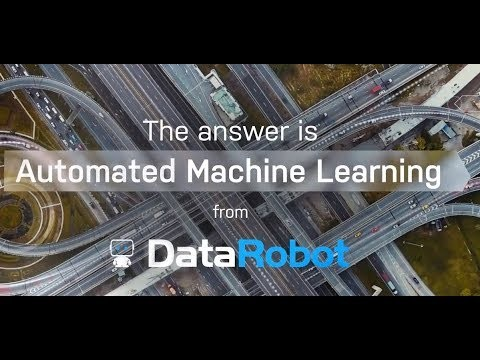 The answer is
Automated Machine Learning
from
DataRobot